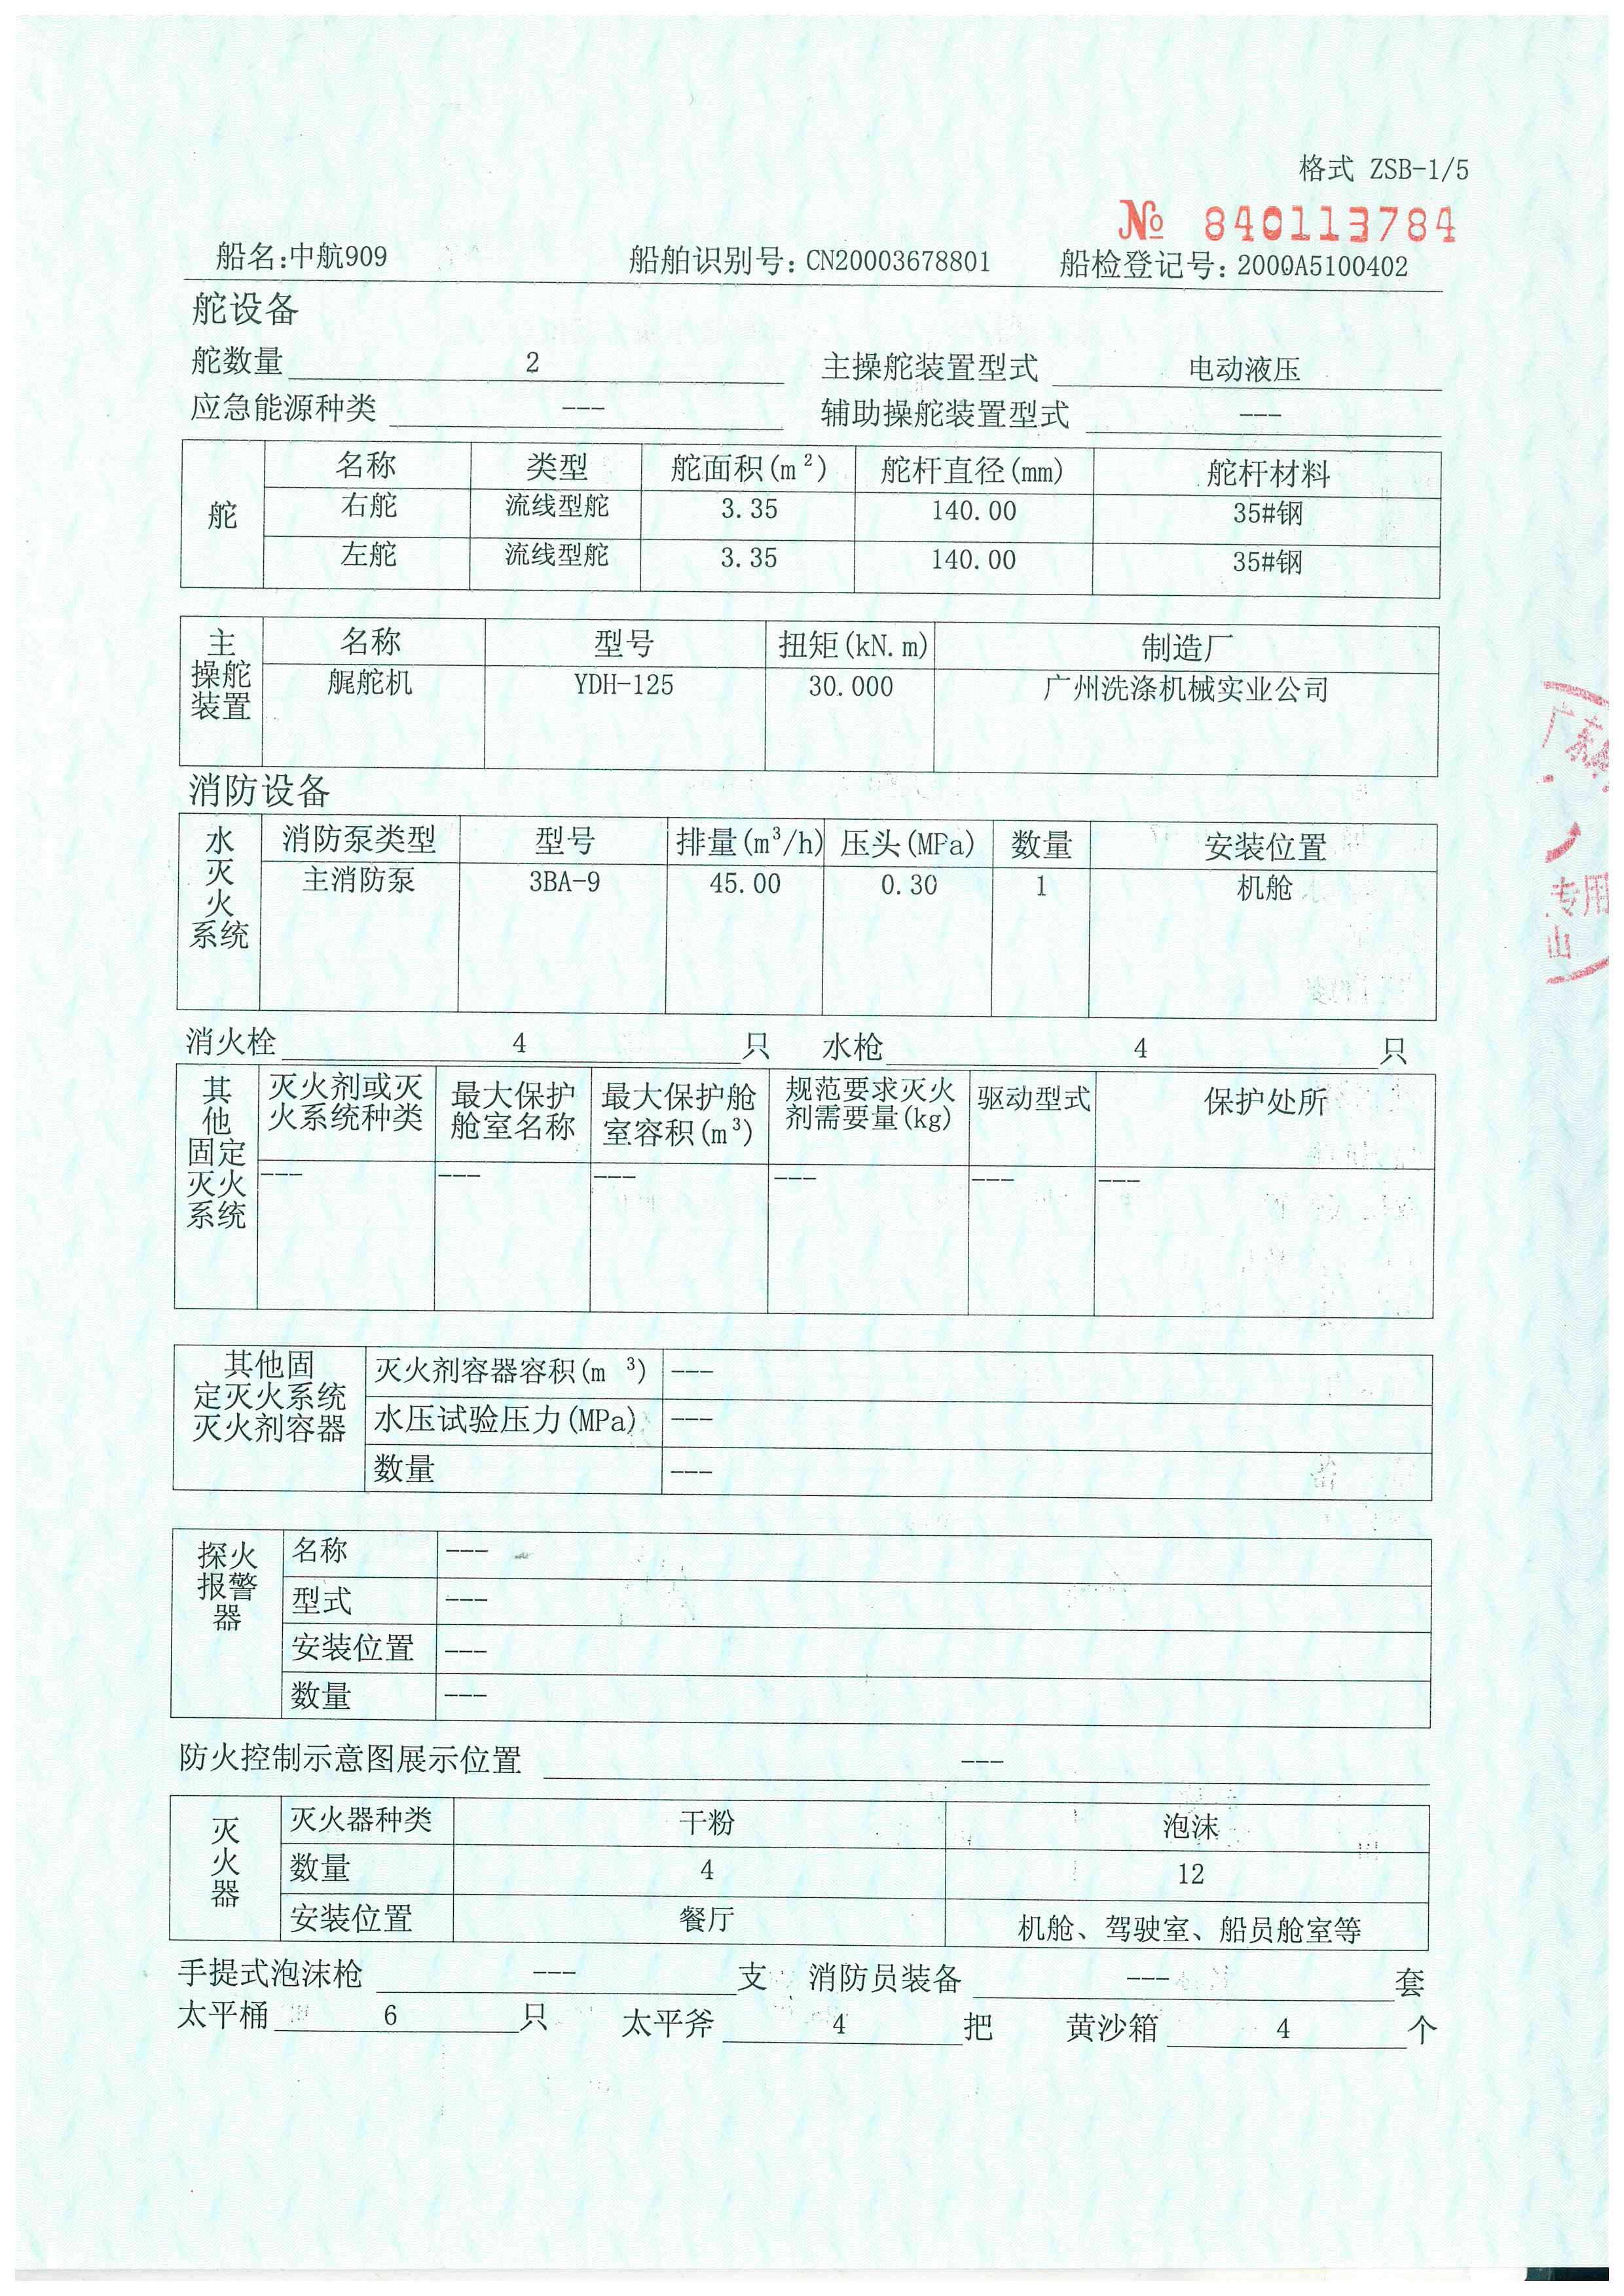 格式 ZSB-1/5
№ 840113784
船名:中航909 船舶识别号:CN20003678801 船检登记号:2000A5100402
舵设备
舵数量 2 主操舵装置型式 电动液压
应急能源种类 --- 辅助操舵装置型式 ---
舵
名称 类型 舵面积(m²) 舵杆直径(mm) 舵杆材料
右舵 流线型舵 3.35 140.00 35#钢
左舵 流线型舵 3.35 140.00 35#钢
主
操舵
装置
名称 型号 扭矩(kN.m) 制造厂
艉舵机 YDH-125 30.000 广州洗涤机械实业公司
消防设备
水
灭
火
系统
消防泵类型 型号 排量(m³/h) 压头(MPa) 数量 安装位置
主消防泵 3BA-9 45.00 0.30 1 机舱
消火栓 4 只 水枪 4 只
其
他
固定
灭火
系统
灭火剂或灭
火系统种类
最大保护
舱室名称
最大保护舱
室容积(m³)
规范要求灭火
剂需要量(kg)
驱动型式
保护处所
--- --- --- --- --- ---
其他固
定灭火系统
灭火剂容器
灭火剂容器容积(m ³) ---
水压试验压力(MPa) ---
数量 ---
探火
报警
器
名称 ---
型式 ---
安装位置 ---
数量 ---
防火控制示意图展示位置 ---
灭
火
器
灭火器种类 干粉 泡沫
数量 4 12
安装位置 餐厅 机舱、驾驶室、船员舱室等
手提式泡沫枪 --- 支 消防员装备 --- 套
太平桶 6 只 太平斧 4 把 黄沙箱 4 个
广东
专用
山